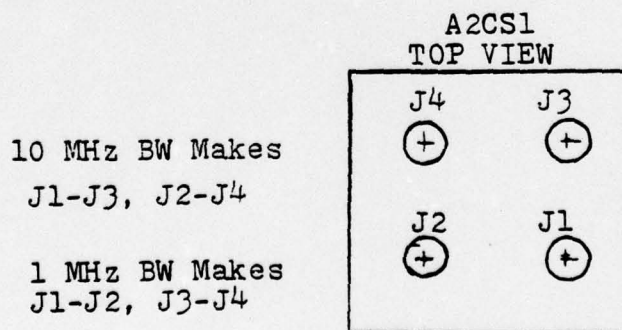 A2CS1
TOP VIEW
J4 J3
10 MHz BW Makes
J1-J3, J2-J4
J2 J1
1 MHz BW Makes
J1-J2, J3-J4